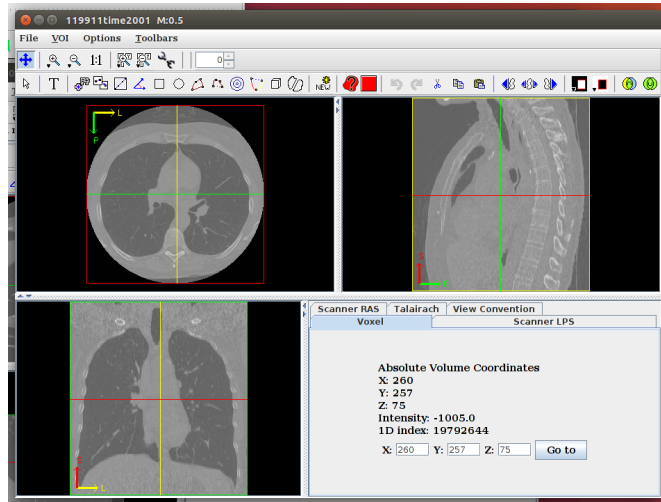 119911time2001 M:0.5
File VOI Options Toolbars
1:1
0
T
NEW
L
P
Scanner RAS Talairach View Convention
Voxel Scanner LPS
Absolute Volume Coordinates
X: 260
Y: 257
Z: 75
Intensity: -1005.0
1D index: 19792644
X: 260 Y: 257 Z: 75 Go to
L